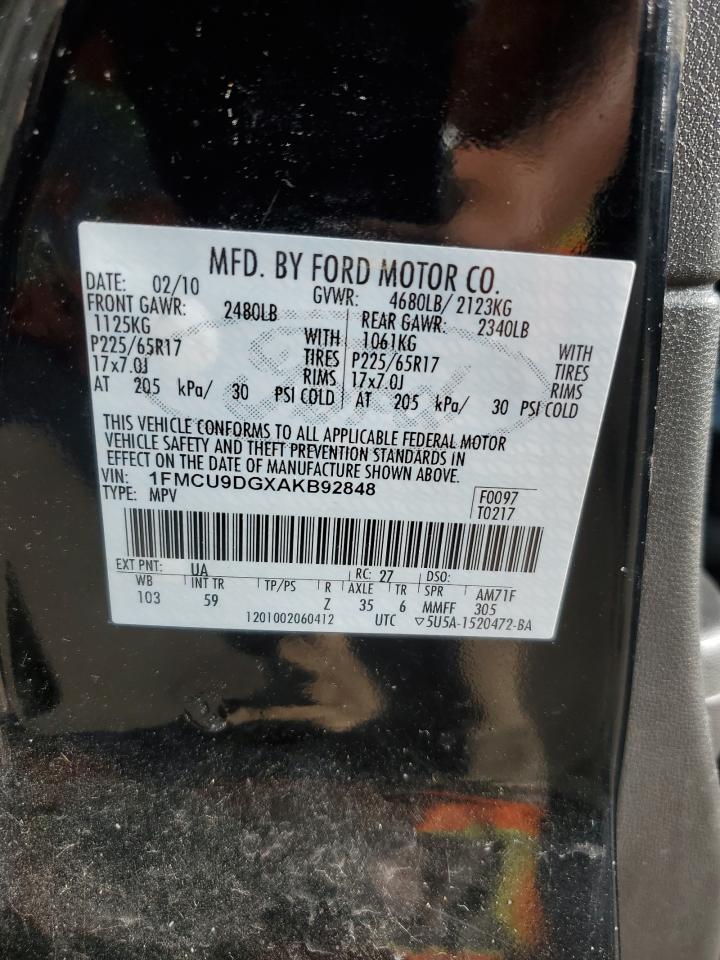 MFD. BY FORD MOTOR CO.
DATE: 02/10 GVWR: 4680LB/ 2123KG
FRONT GAWR: 2480LB REAR GAWR: 2340LB
1125KG WITH 1061KG WITH
P225/65R17 TIRES P225/65R17 TIRES
17x7.0J RIMS 17x7.0J RIMS
AT 205 kPa/ 30 PSI COLD AT 205 kPa/ 30 PSI COLD
Ford
THIS VEHICLE CONFORMS TO ALL APPLICABLE FEDERAL MOTOR
VEHICLE SAFETY AND THEFT PREVENTION STANDARDS IN
EFFECT ON THE DATE OF MANUFACTURE SHOWN ABOVE.
VIN: 1FMCU9DGXAKB92848 F0097
TYPE: MPV T0217
EXT PNT: UA RC: 27 DSO:
WB INT TR TP/PS R AXLE TR SPR AM71F
103 59 Z 35 6 MMFF 305
1201002060412 UTC ▽5U5A-1520472-BA